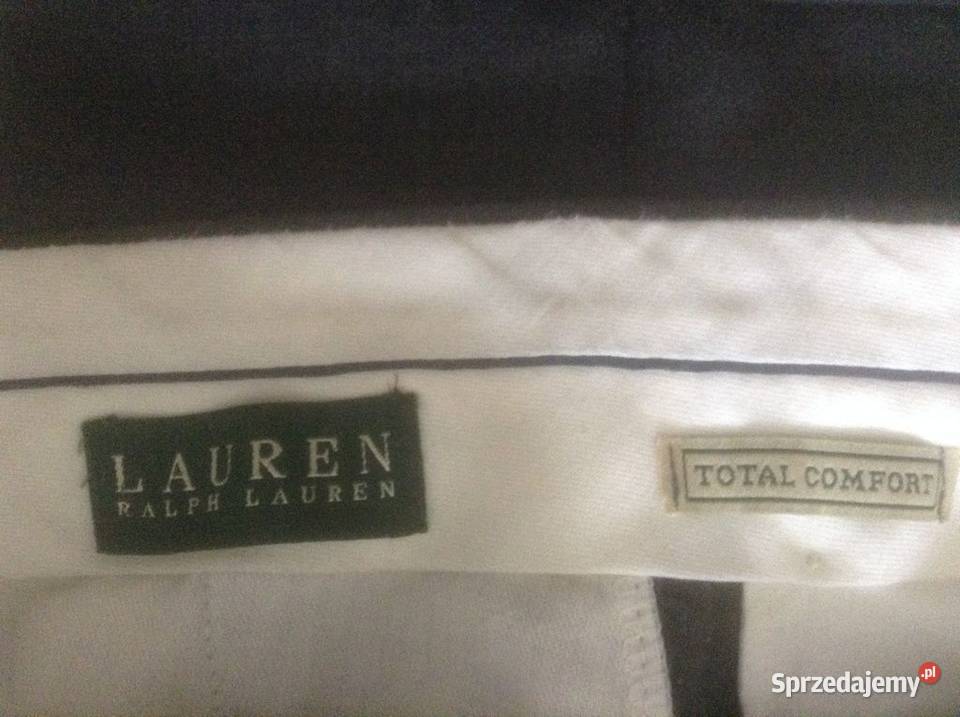 LAUREN
RALPH LAUREN
TOTAL COMFORT
Sprzedajemy.pl